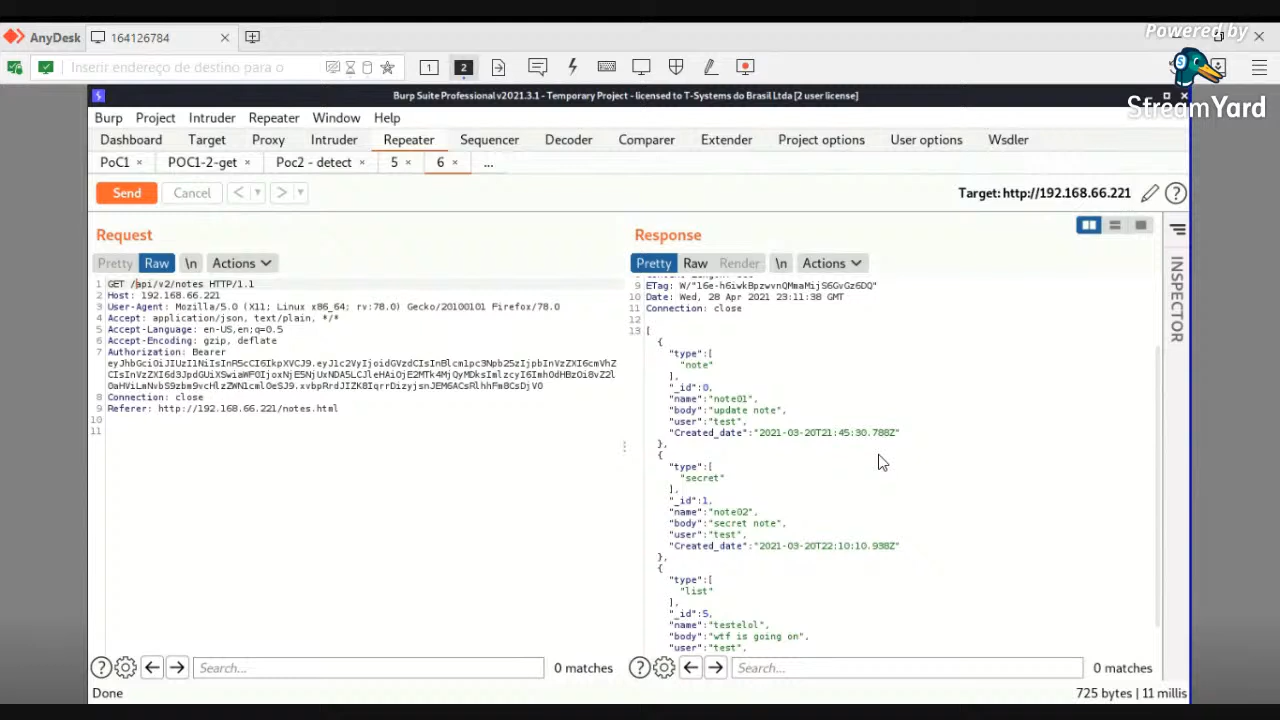 Powered by
StreamYard
AnyDesk
164126784
Inserir endereço de destino para o
1
2
Burp Suite Professional v2021.3.1 - Temporary Project - licensed to T-Systems do Brasil Ltda [2 user license]
Burp Project Intruder Repeater Window Help
Dashboard Target Proxy Intruder Repeater Sequencer Decoder Comparer Extender Project options User options Wsdler
PoC1 × POC1-2-get × Poc2 - detect × 5 × 6 × ...
Send Cancel < > Target: http://192.168.66.221
Request
Pretty Raw \n Actions
1 GET /api/v2/notes HTTP/1.1
2 Host: 192.168.66.221
3 User-Agent: Mozilla/5.0 (X11; Linux x86_64; rv:78.0) Gecko/20100101 Firefox/78.0
4 Accept: application/json, text/plain, */*
5 Accept-Language: en-US,en;q=0.5
6 Accept-Encoding: gzip, deflate
7 Authorization: Bearer
8 Connection: close
9 Referer: http://192.168.66.221/notes.html
10
11
Response
Pretty Raw Render \n Actions
10 Date: Wed, 28 Apr 2021 23:11:38 GMT
11 Connection: close
12
13 [
{
"type":[
"note"
],
"_id":0,
"name":"note01",
"body":"update note",
"user":"test",
"Created_date":"2021-03-20T21:45:30.788Z"
},
{
"type":[
"secret"
],
"_id":1,
"name":"note02",
"body":"secret note",
"user":"test",
"Created_date":"2021-03-20T22:10:10.938Z"
},
{
"type":[
"list"
],
"_id":5,
"name":"testelol",
"body":"wtf is going on",
"user":"test",
INSPECTOR
Search... 0 matches
Search... 0 matches
Done
725 bytes | 11 millis